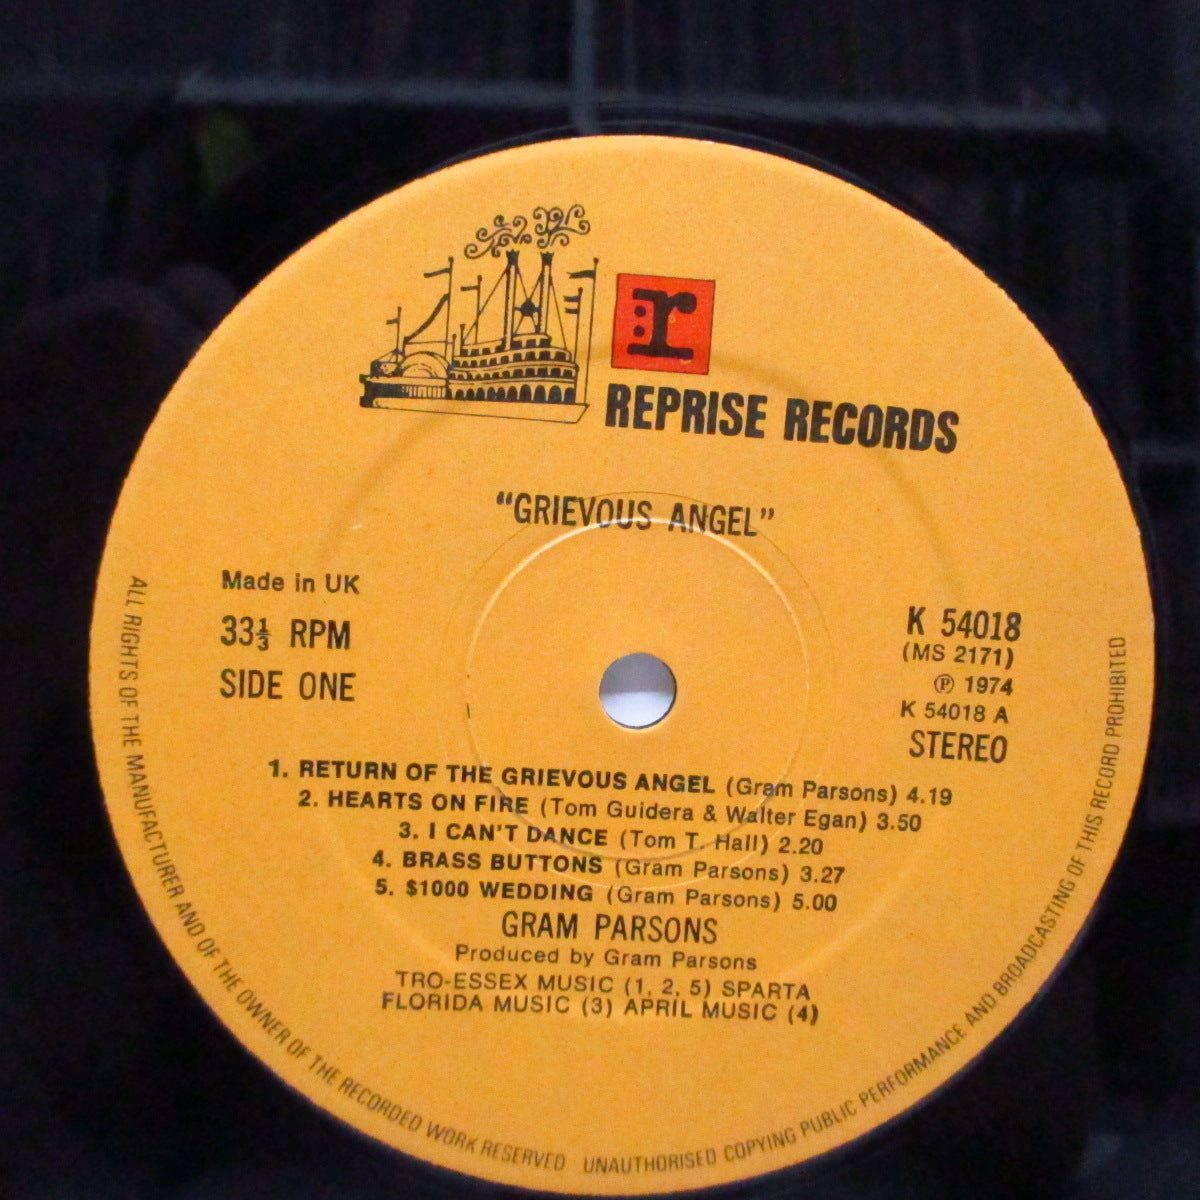 r
REPRISE RECORDS
“GRIEVOUS ANGEL”
Made in UK
33⅓ RPM
SIDE ONE
K 54018
(MS 2171)
℗ 1974
K 54018 A
STEREO
1. RETURN OF THE GRIEVOUS ANGEL (Gram Parsons) 4.19
2. HEARTS ON FIRE (Tom Guidera & Walter Egan) 3.50
3. I CAN'T DANCE (Tom T. Hall) 2.20
4. BRASS BUTTONS (Gram Parsons) 3.27
5. $1000 WEDDING (Gram Parsons) 5.00
GRAM PARSONS
Produced by Gram Parsons
TRO-ESSEX MUSIC (1, 2, 5) SPARTA
FLORIDA MUSIC (3) APRIL MUSIC (4)
ALL RIGHTS OF THE MANUFACTURER AND OF THE OWNER OF THE RECORDED WORK RESERVED UNAUTHORISED COPYING PUBLIC PERFORMANCE AND BROADCASTING OF THIS RECORD PROHIBITED